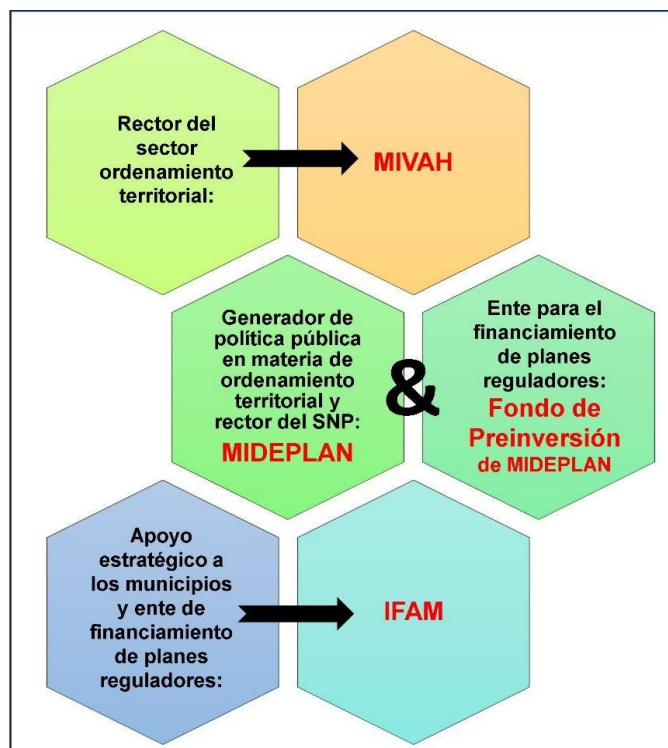 Rector del
sector
ordenamiento
territorial:
MIVAH
Generador de
política pública
en materia de
ordenamiento
territorial y
rector del SNP:
MIDEPLAN
&
Ente para el
financiamiento
de planes
reguladores:
Fondo de
Preinversión
de MIDEPLAN
Apoyo
estratégico a
los municipios
y ente de
financiamiento
de planes
reguladores:
IFAM